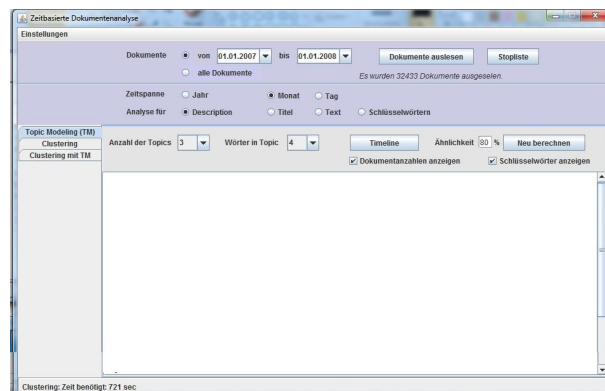 Zeitbasierte Dokumentenanalyse
Einstellungen
Dokumente von 01.01.2007 bis 01.01.2008 Dokumente auslesen Stopliste
alle Dokumente Es wurden 32433 Dokumente ausgeselen.
Zeitspanne Jahr Monat Tag
Analyse für Description Titel Text Schlüsselwörtern
Topic Modeling (TM)
Clustering
Clustering mit TM
Anzahl der Topics 3 Wörter in Topic 4 Timeline Ähnlichkeit 80 % Neu berechnen
Dokumentanzahlen anzeigen Schlüsselwörter anzeigen
Clustering: Zeit benötigt: 721 sec